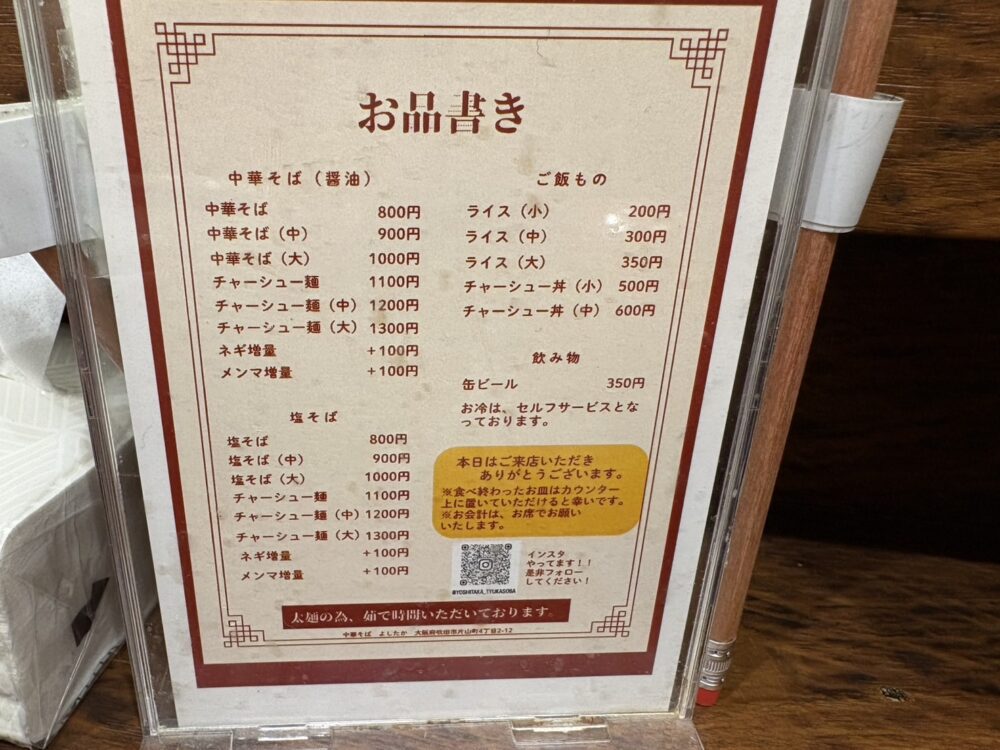 お品書き
中華そば（醤油）
中華そば 800円
中華そば（中） 900円
中華そば（大） 1000円
チャーシュー麺 1100円
チャーシュー麺（中） 1200円
チャーシュー麺（大） 1300円
ネギ増量 +100円
メンマ増量 +100円
塩そば
塩そば 800円
塩そば（中） 900円
塩そば（大） 1000円
チャーシュー麺 1100円
チャーシュー麺（中） 1200円
チャーシュー麺（大） 1300円
ネギ増量 +100円
メンマ増量 +100円
ご飯もの
ライス（小） 200円
ライス（中） 300円
ライス（大） 350円
チャーシュー丼（小） 500円
チャーシュー丼（中） 600円
飲み物
缶ビール 350円
お冷は、セルフサービスとな
っております。
本日はご来店いただき
ありがとうございます。
※食べ終わったお皿はカウンター
上に置いていただけると幸いです。
※お会計は、お席でお願い
いたします。
インスタ
やってます！！
是非フォロー
してください！
@YOSHITAKA_TYUKASOBA
太麺の為、茹で時間いただいております。
中華そば よしたか 大阪府吹田市片山町4丁目2-12